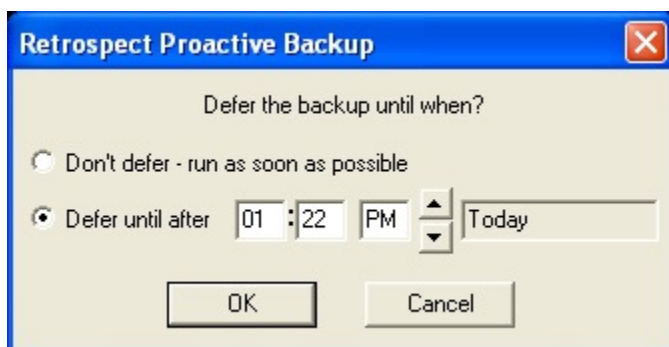 Retrospect Proactive Backup
Defer the backup until when?
Don't defer - run as soon as possible
Defer until after 01 : 22 PM Today
OK Cancel